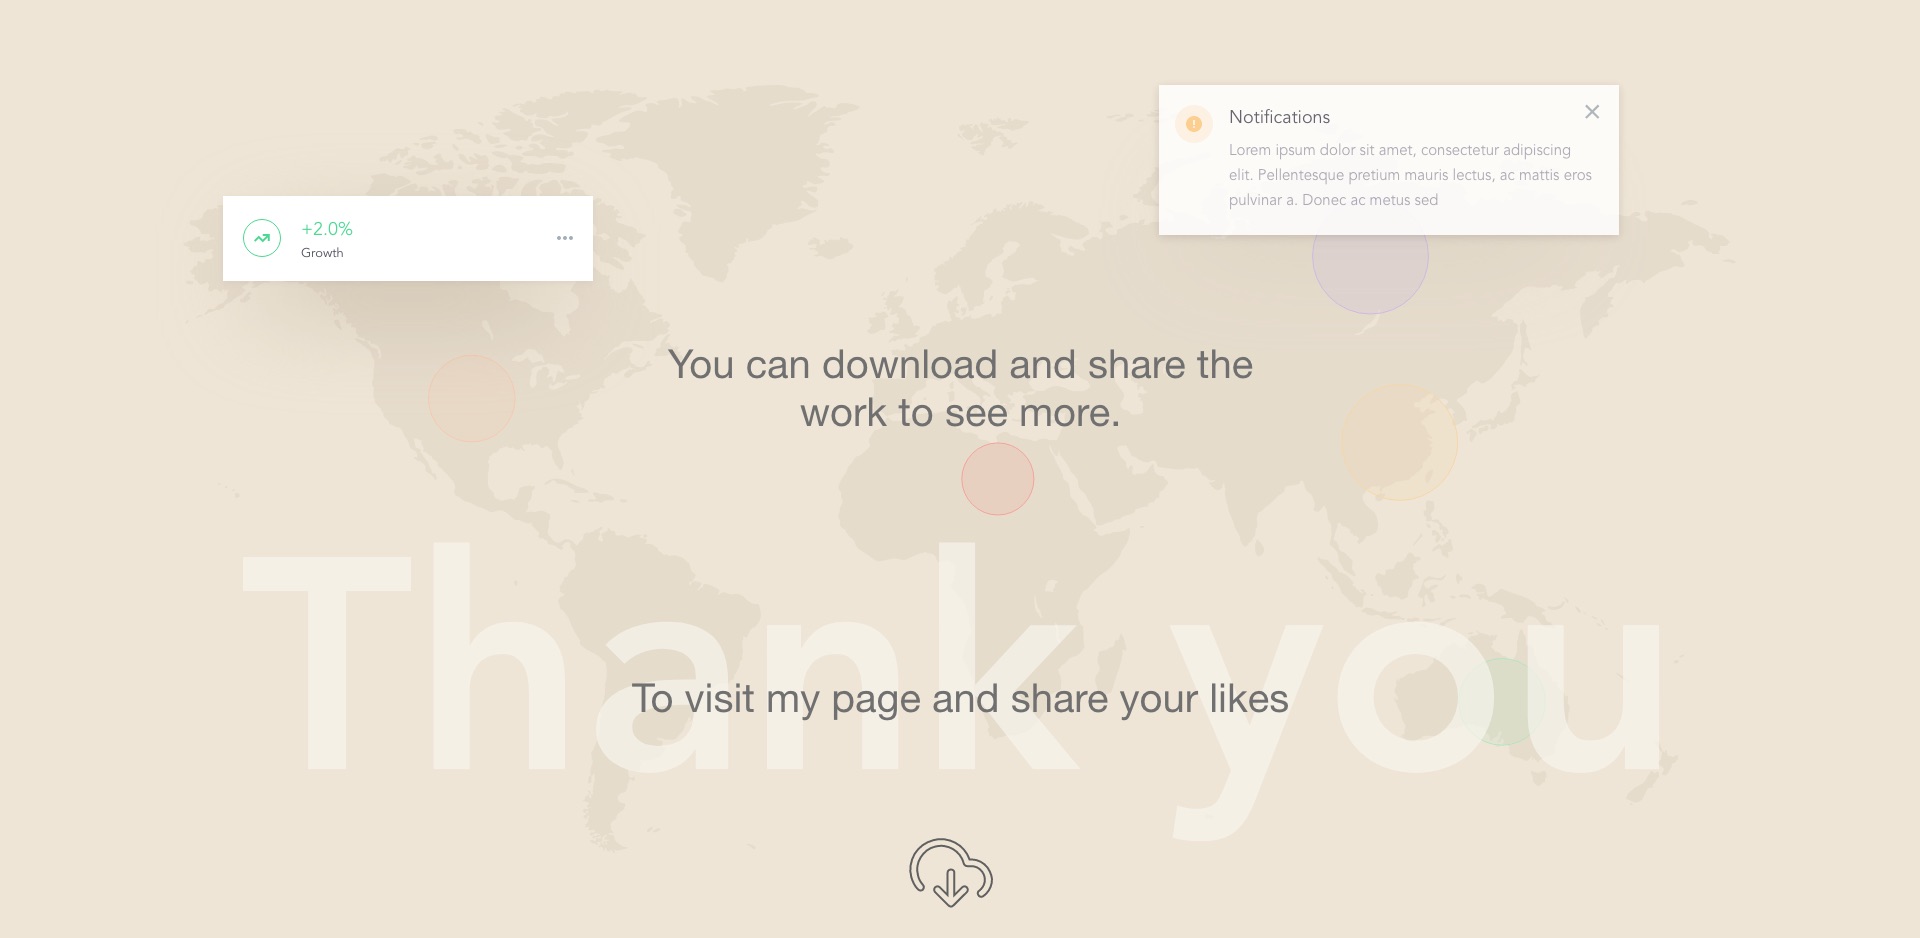 Notifications
Lorem ipsum dolor sit amet, consectetur adipiscing
elit. Pellentesque pretium mauris lectus, ac mattis eros
pulvinar a. Donec ac metus sed
+2.0%
Growth
You can download and share the
work to see more.
Thank you
To visit my page and share your likes